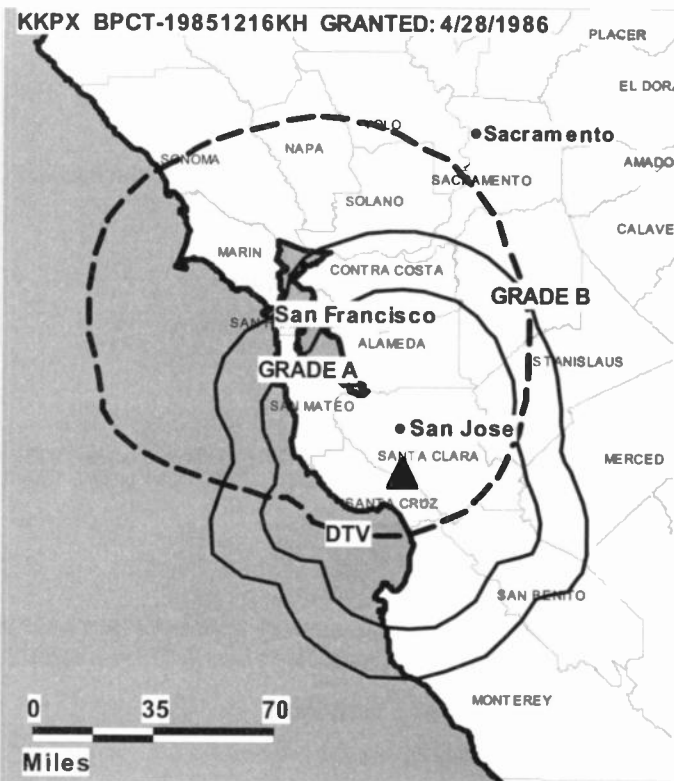 KKPX BPCT-19851216KH GRANTED: 4/28/1986
PLACER
EL DOR
YOLO
Sacramento
SONOMA
NAPA
AMADO
SACRAMENTO
SOLANO
CALAVE
MARIN
CONTRA COSTA
GRADE B
San Francisco
ALAMEDA
STANISLAUS
GRADE A
SAN MATEO
San Jose
SANTA CLARA
MERCED
SANTA CRUZ
DTV
SAN BENITO
MONTEREY
0 35 70
Miles